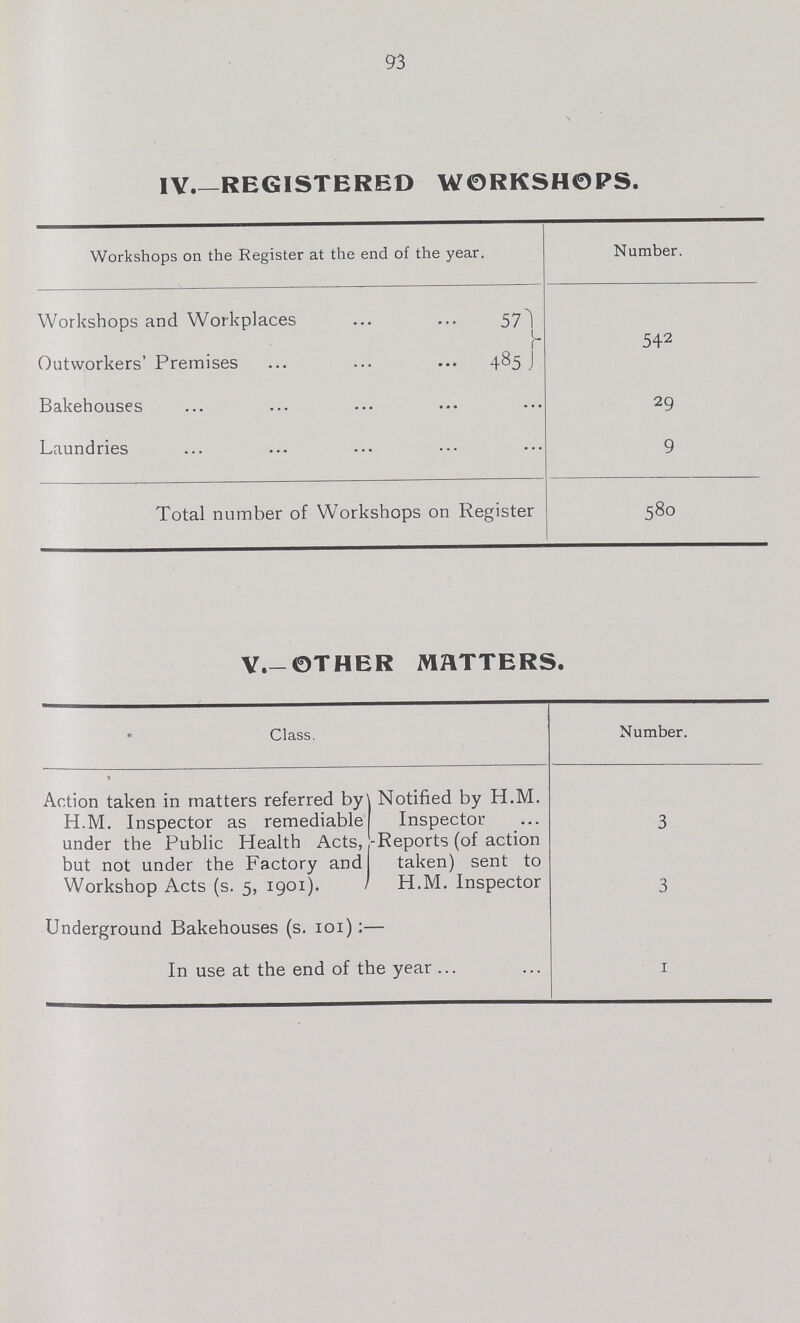 93
IV.—REGISTERED WORKSHOPS.
Workshops on the Register at the end of the year. Number.
Workshops and Workplaces ... ... 57
542
Outworkers' Premises ... ... ... 485
Bakehouses ... ... ... ... ... 29
Laundries ... ... ... ... ... 9
Total number of Workshops on Register 580
V.—OTHER MATTERS.
Class. Number.
Action taken in matters referred by Notified by H.M.
H.M. Inspector as remediable Inspector ... 3
under the Public Health Acts, Reports (of action
but not under the Factory and taken) sent to
Workshop Acts (s. 5, 1901). H.M. Inspector 3
Underground Bakehouses (s. 101) :—
In use at the end of the year ... ... 1